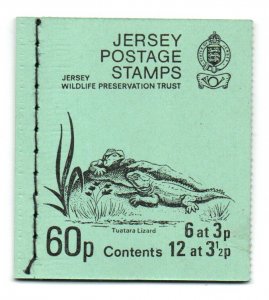 JERSEY
POSTAGE
STAMPS
JERSEY
WILDLIFE PRESERVATION TRUST
Tuatara Lizard
60p Contents 6 at 3p
12 at 3½p